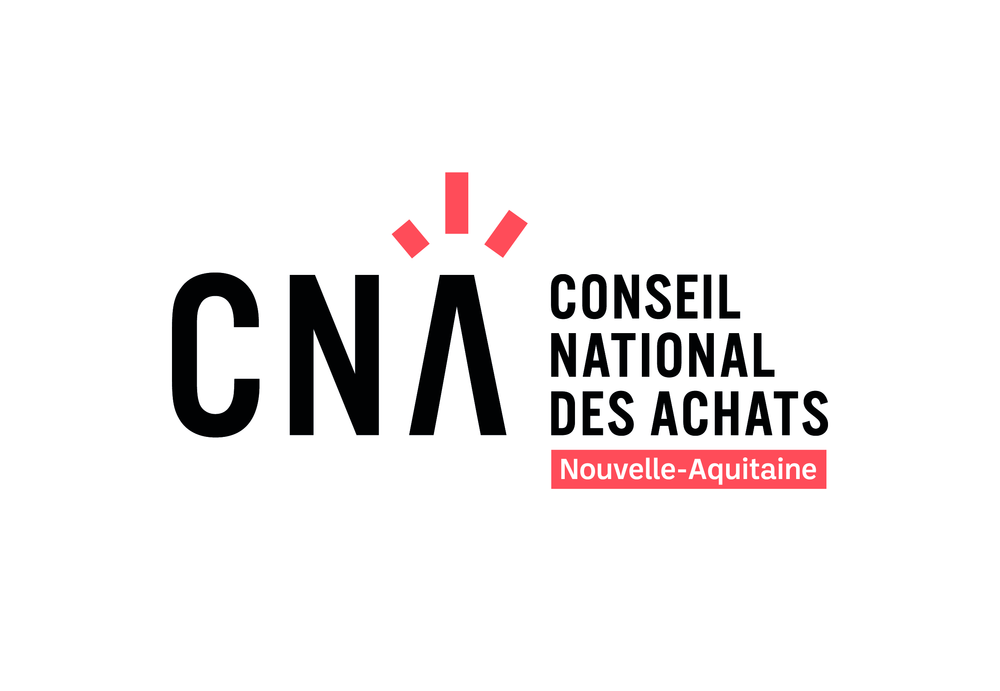 CNA
CONSEIL
NATIONAL
DES ACHATS
Nouvelle-Aquitaine